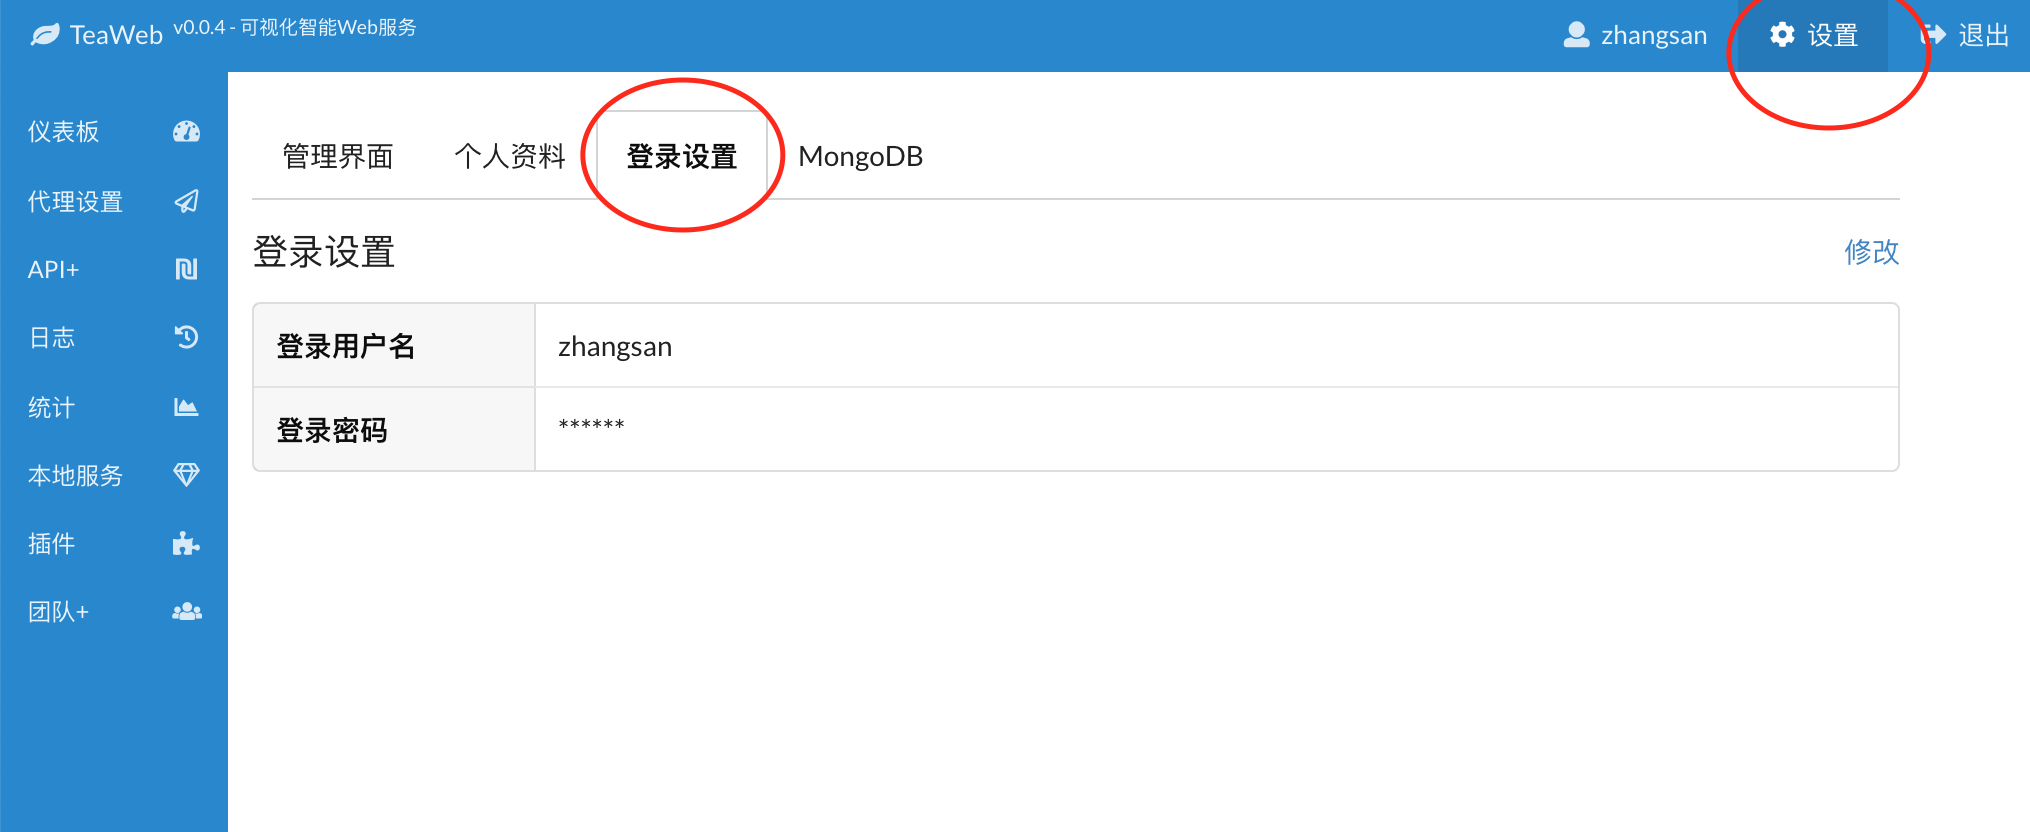 TeaWeb v0.0.4 - 可视化智能Web服务
zhangsan 设置 退出
仪表板
代理设置
API+
日志
统计
本地服务
插件
团队+
管理界面 个人资料 登录设置 MongoDB
登录设置 修改
登录用户名 zhangsan
登录密码 ******